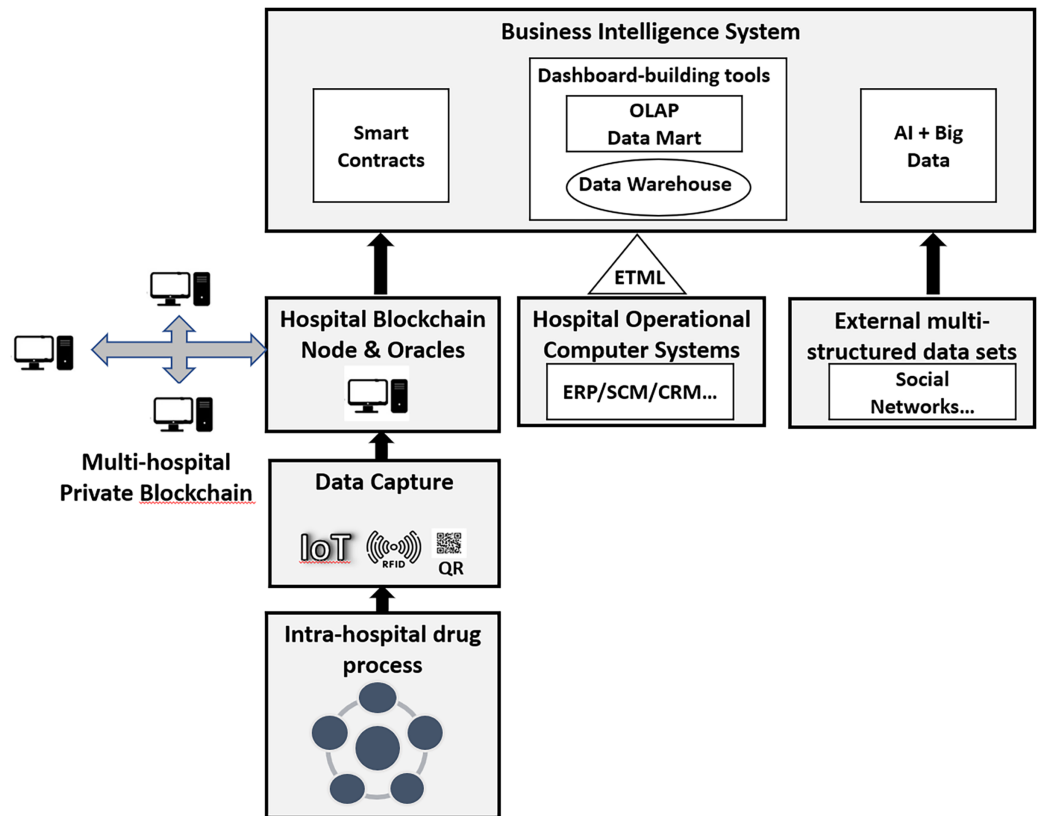 Business Intelligence System
Smart
Contracts
Dashboard-building tools
OLAP
Data Mart
Data Warehouse
AI + Big
Data
ETML
Hospital Blockchain
Node & Oracles
Hospital Operational
Computer Systems
ERP/SCM/CRM...
External multi-
structured data sets
Social
Networks...
Multi-hospital
Private Blockchain
Data Capture
IoT
RFID
QR
Intra-hospital drug
process